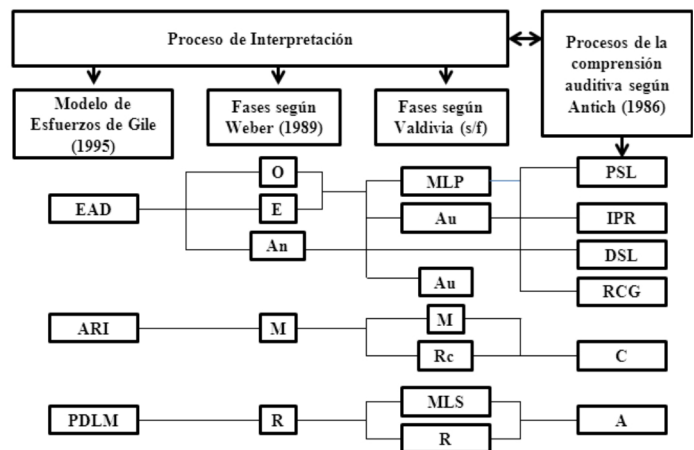 Proceso de Interpretación
Procesos de la
comprensión
auditiva según
Antich (1986)
Modelo de
Esfuerzos de Gile
(1995)
Fases según
Weber (1989)
Fases según
Valdivia (s/f)
EAD
O
E
An
MLP
Au
Au
PSL
IPR
DSL
RCG
ARI
M
M
Rc
C
PDLM
R
MLS
R
A